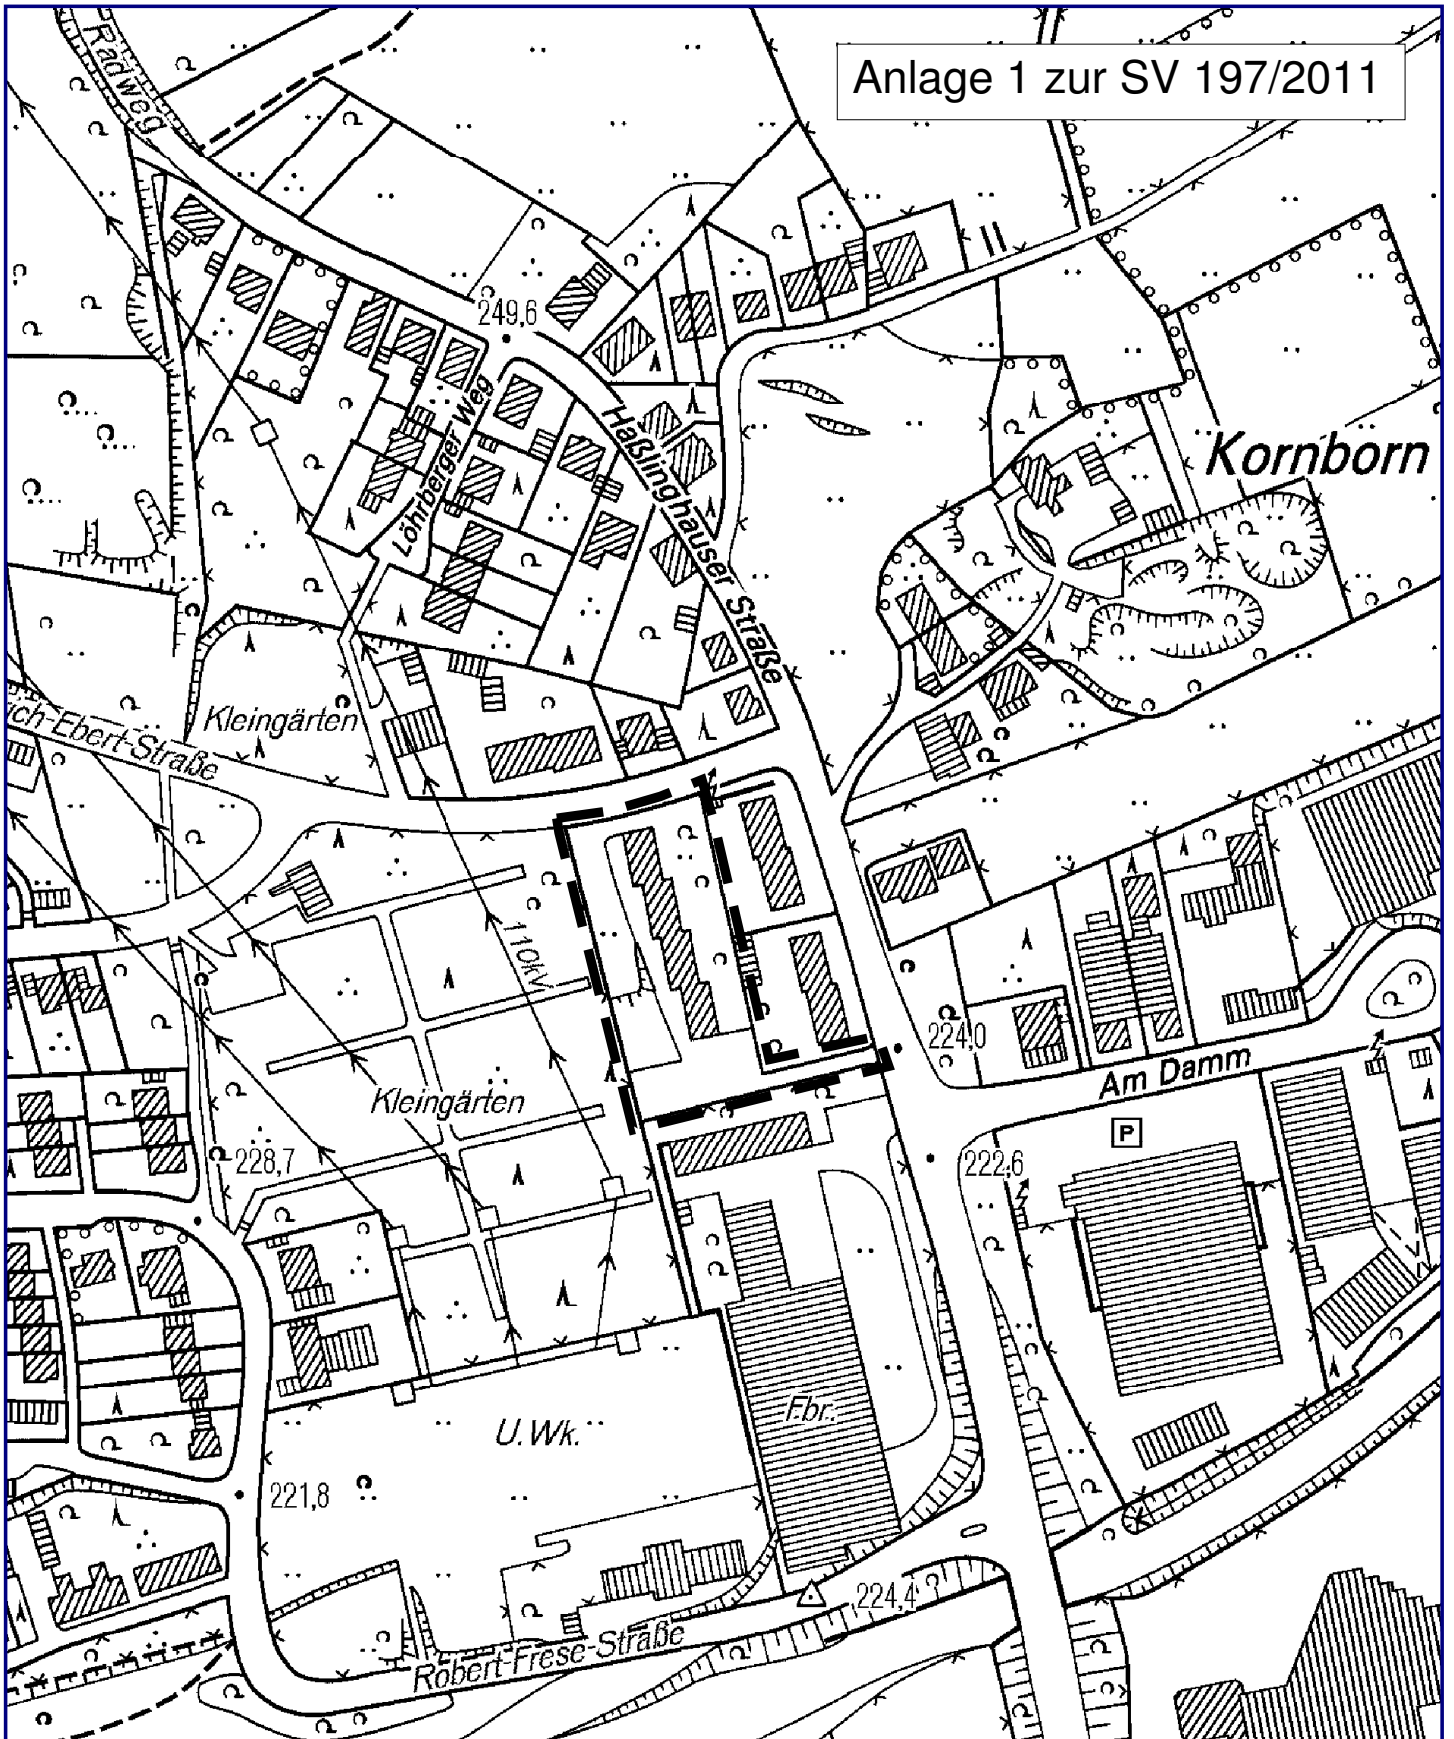 Anlage 1 zur SV 197/2011
Radweg
249,6
Haßlinghauser Straße
Löhrberger Weg
Kornborn
ich-Ebert-Straße
Kleingärten
110kV
224,0
Am Damm
Kleingärten
P
228,7
222,6
Fbr.
U.Wk.
221,8
224,4
Robert-Frese-Straße